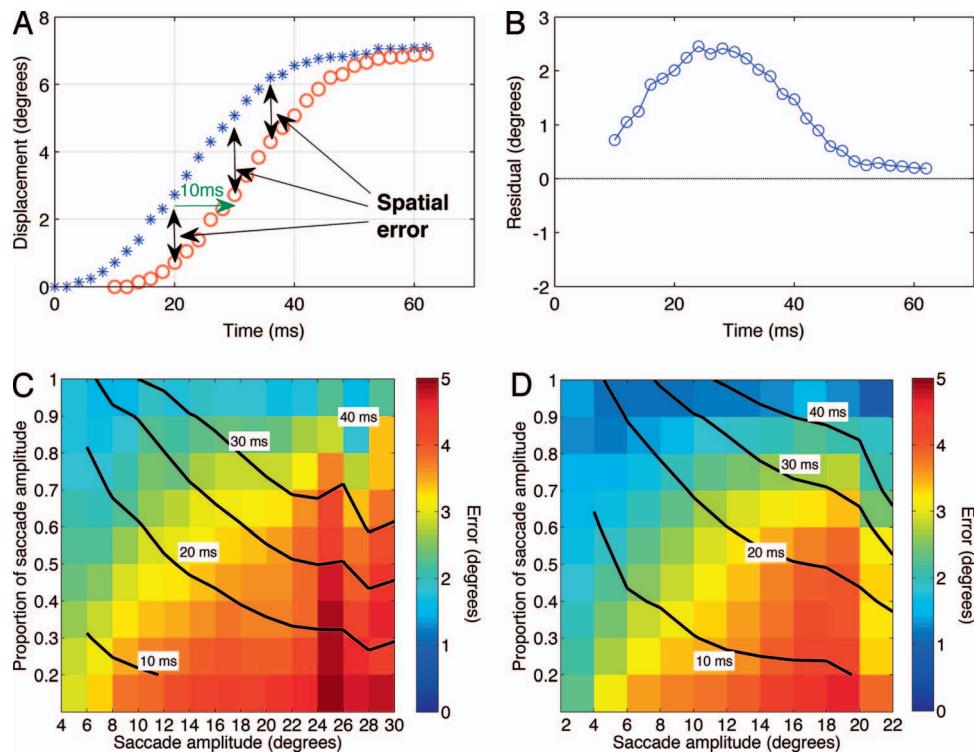 A
8
6
4
2
0
Displacement (degrees)
10ms
Spatial
error
0 20 40 60
Time (ms)
B
3
2
1
0
-1
-2
Residual (degrees)
0 20 40 60
Time (ms)
C
1
0.9
0.8
0.7
0.6
0.5
0.4
0.3
0.2
Proportion of saccade amplitude
40 ms
30 ms
20 ms
10 ms
4 6 8 10 12 14 16 18 20 22 24 26 28 30
Saccade amplitude (degrees)
5
4
3
2
1
0
Error (degrees)
D
1
0.9
0.8
0.7
0.6
0.5
0.4
0.3
0.2
Proportion of saccade amplitude
40 ms
30 ms
20 ms
10 ms
2 4 6 8 10 12 14 16 18 20 22
Saccade amplitude (degrees)
5
4
3
2
1
0
Error (degrees)